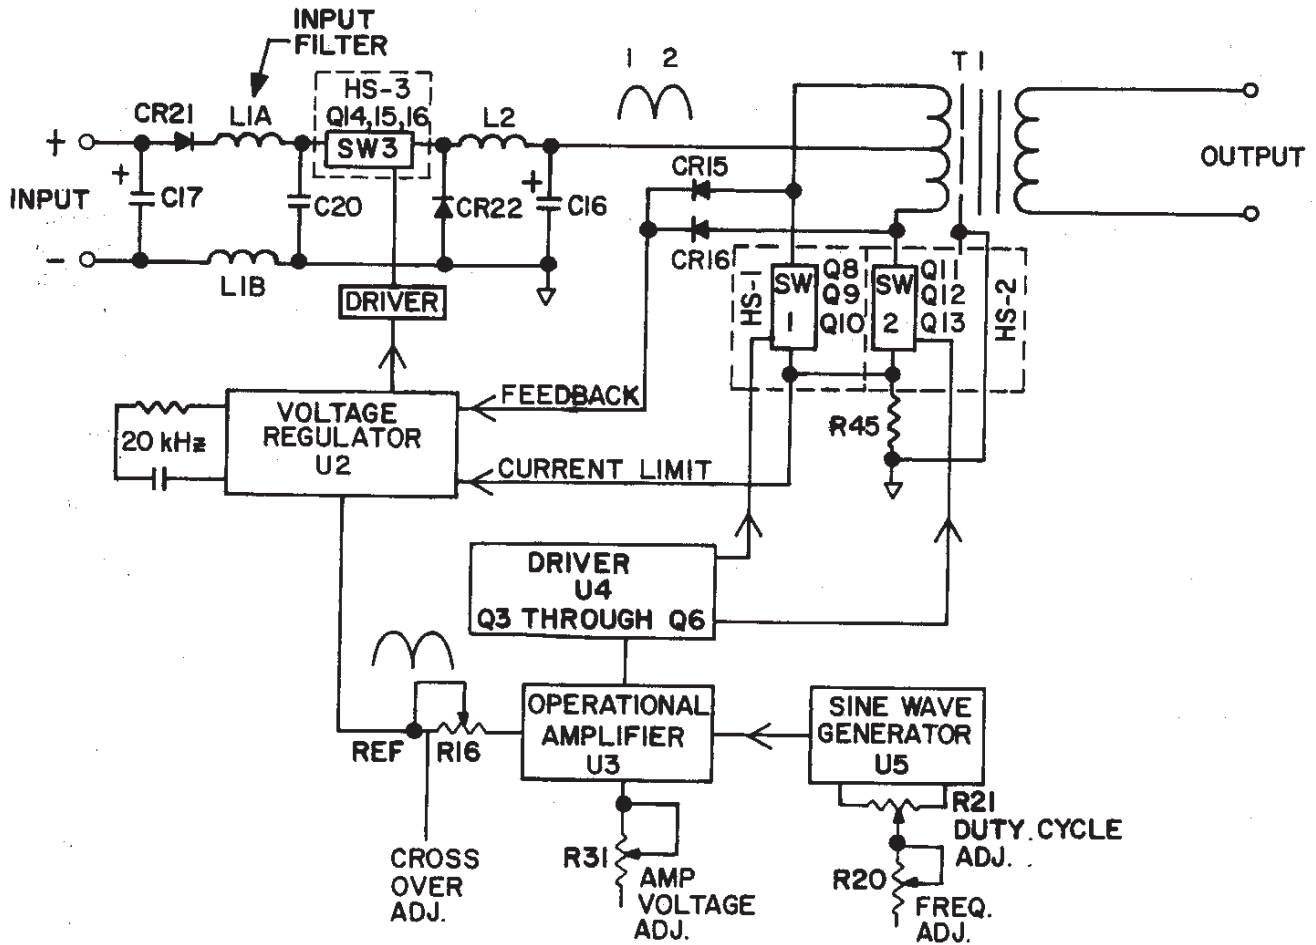 INPUT
FILTER
1 2
T1
HS-3
Q14,15,16
CR21
L1A
L2
+
SW3
OUTPUT
CR15
+
C17
INPUT
C20
CR22
+
C16
-
L1B
CR16
HS-1
SW
1
Q8
Q9
Q10
SW
2
Q11
Q12
Q13
HS-2
DRIVER
FEEDBACK
VOLTAGE
REGULATOR
U2
20 kHz
R45
CURRENT LIMIT
DRIVER
U4
Q3 THROUGH Q6
OPERATIONAL
AMPLIFIER
U3
SINE WAVE
GENERATOR
U5
REF
R16
R21
DUTY CYCLE
ADJ.
CROSS
OVER
ADJ.
R31
AMP
VOLTAGE
ADJ.
R20
FREQ.
ADJ.